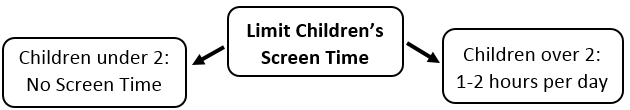 Limit Children’s
Screen Time
Children under 2:
No Screen Time
Children over 2:
1-2 hours per day